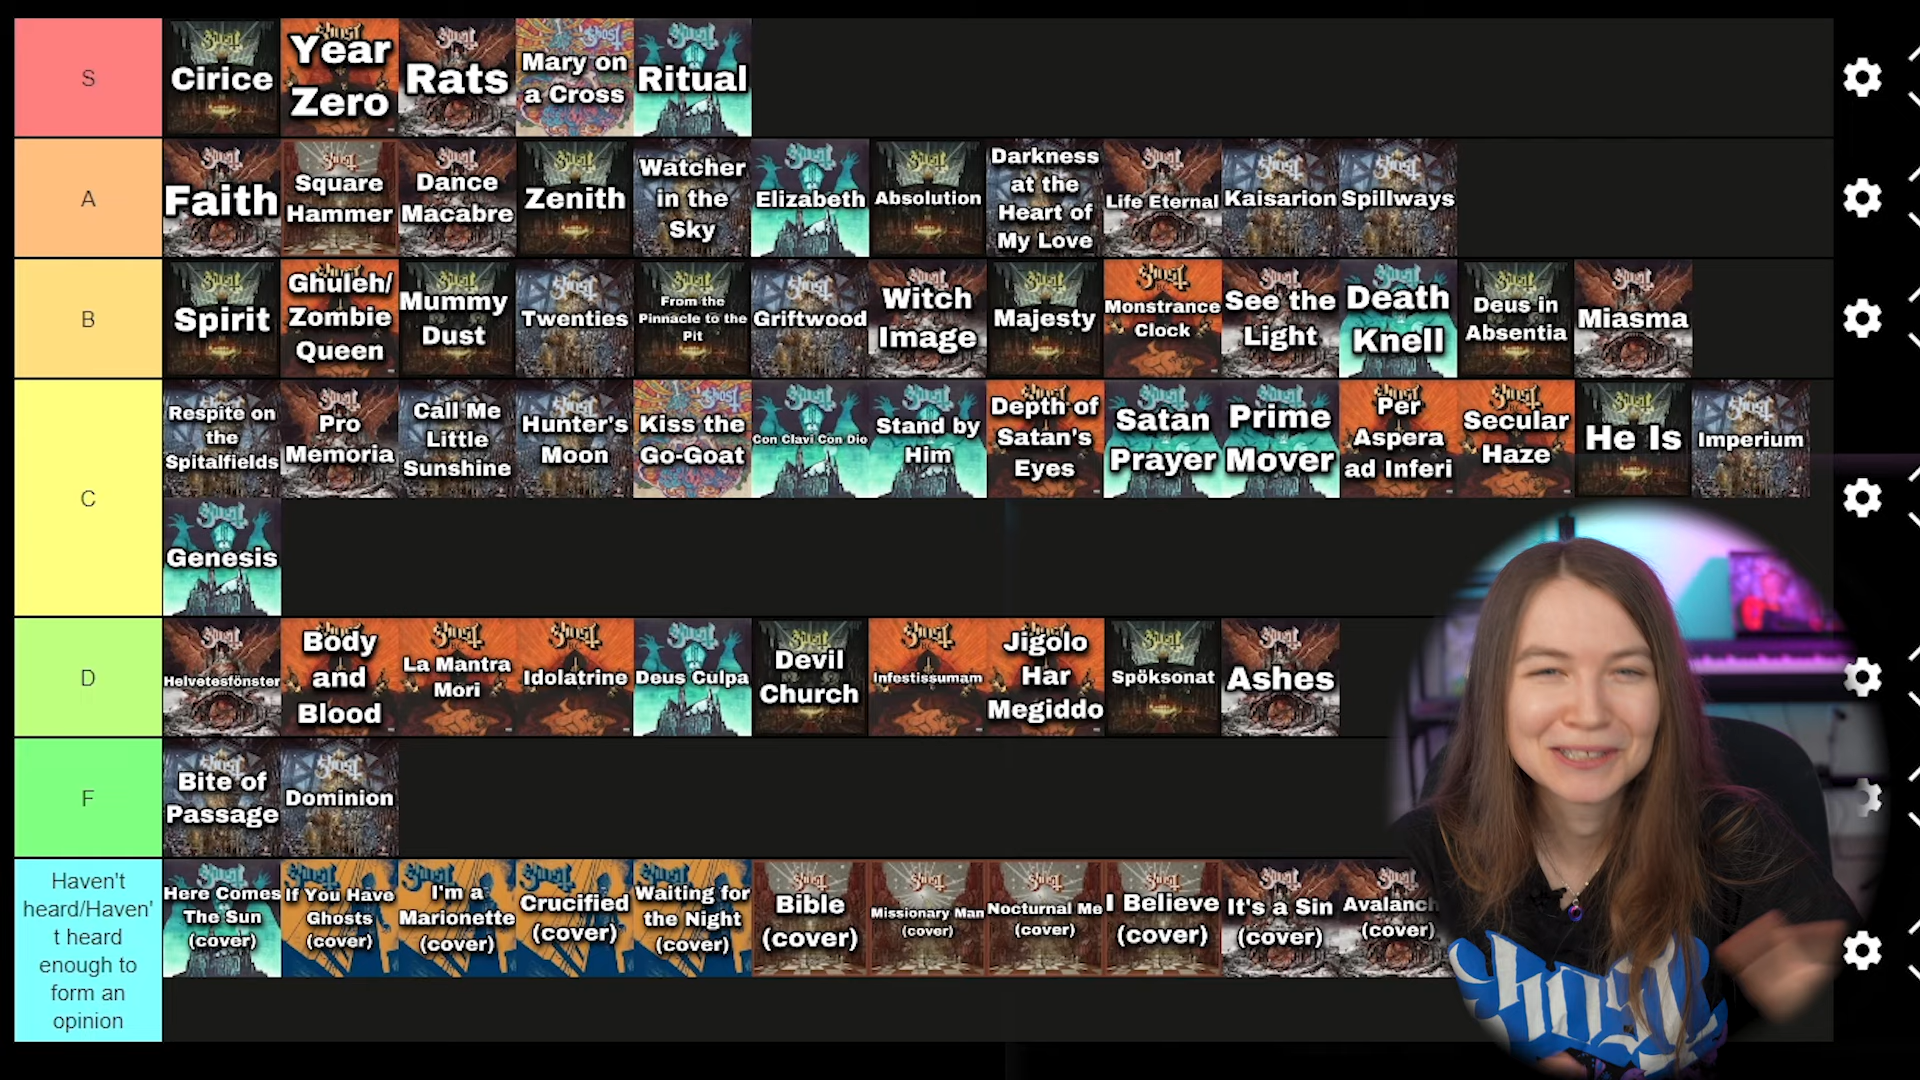 S
Cirice
Year
Zero
Rats
Mary on
a Cross
Ritual
A
Faith
Square
Hammer
Dance
Macabre
Zenith
Watcher
in the
Sky
Elizabeth
Absolution
Darkness
at the
Heart of
My Love
Life Eternal
Kaisarion
Spillways
B
Spirit
Ghuleh/
Zombie
Queen
Mummy
Dust
Twenties
From the
Pinnacle to the
Pit
Griftwood
Witch
Image
Majesty
Monstrance
Clock
See the
Light
Death
Knell
Deus in
Absentia
Miasma
C
Respite on
the
Spitalfields
Pro
Memoria
Call Me
Little
Sunshine
Hunter's
Moon
Kiss the
Go-Goat
Con Clavi Con Dio
Stand by
Him
Depth of
Satan's
Eyes
Satan
Prayer
Prime
Mover
Per
Aspera
ad Inferi
Secular
Haze
He Is
Imperium
Genesis
D
Helvetesfönster
Body
and
Blood
La Mantra
Mori
Idolatrine
Deus Culpa
Devil
Church
Infestissumam
Jigolo
Har
Megiddo
Spöksonat
Ashes
F
Bite of
Passage
Dominion
Haven't
heard/Haven'
t heard
enough to
form an
opinion
Here Comes
The Sun
(cover)
If You Have
Ghosts
(cover)
I'm a
Marionette
(cover)
Crucified
(cover)
Waiting for
the Night
(cover)
Bible
(cover)
Missionary Man
(cover)
Nocturnal Me
(cover)
I Believe
(cover)
It's a Sin
(cover)
Avalanch
(cover)
Ghost